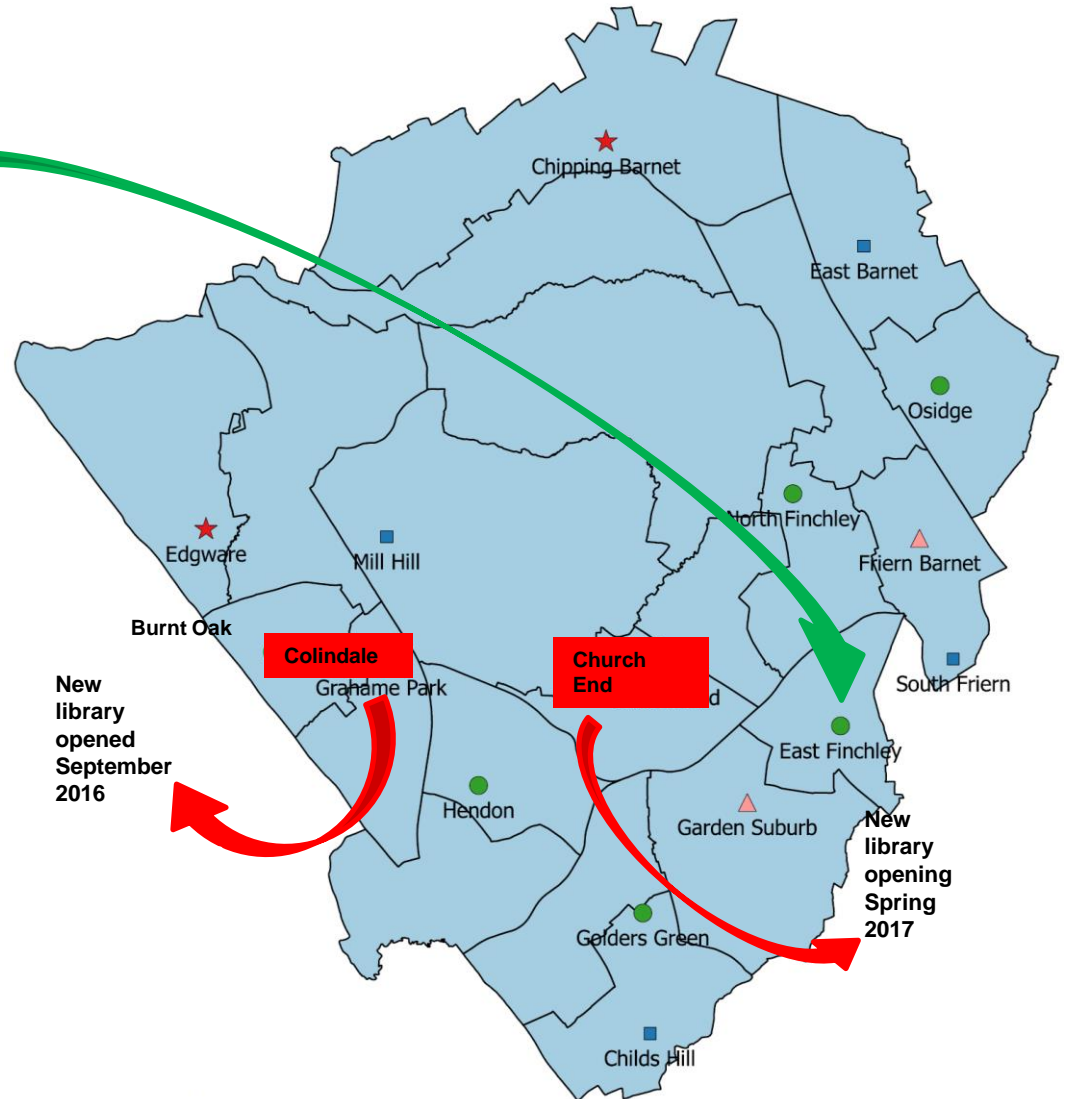 Chipping Barnet
East Barnet
Osidge
North Finchley
Friern Barnet
Edgware
Mill Hill
Burnt Oak
Colindale
Grahame Park
Church
End
d
South Friern
New
library
opened
September
2016
East Finchley
Hendon
Garden Suburb
New
library
opening
Spring
2017
Golders Green
Childs Hill